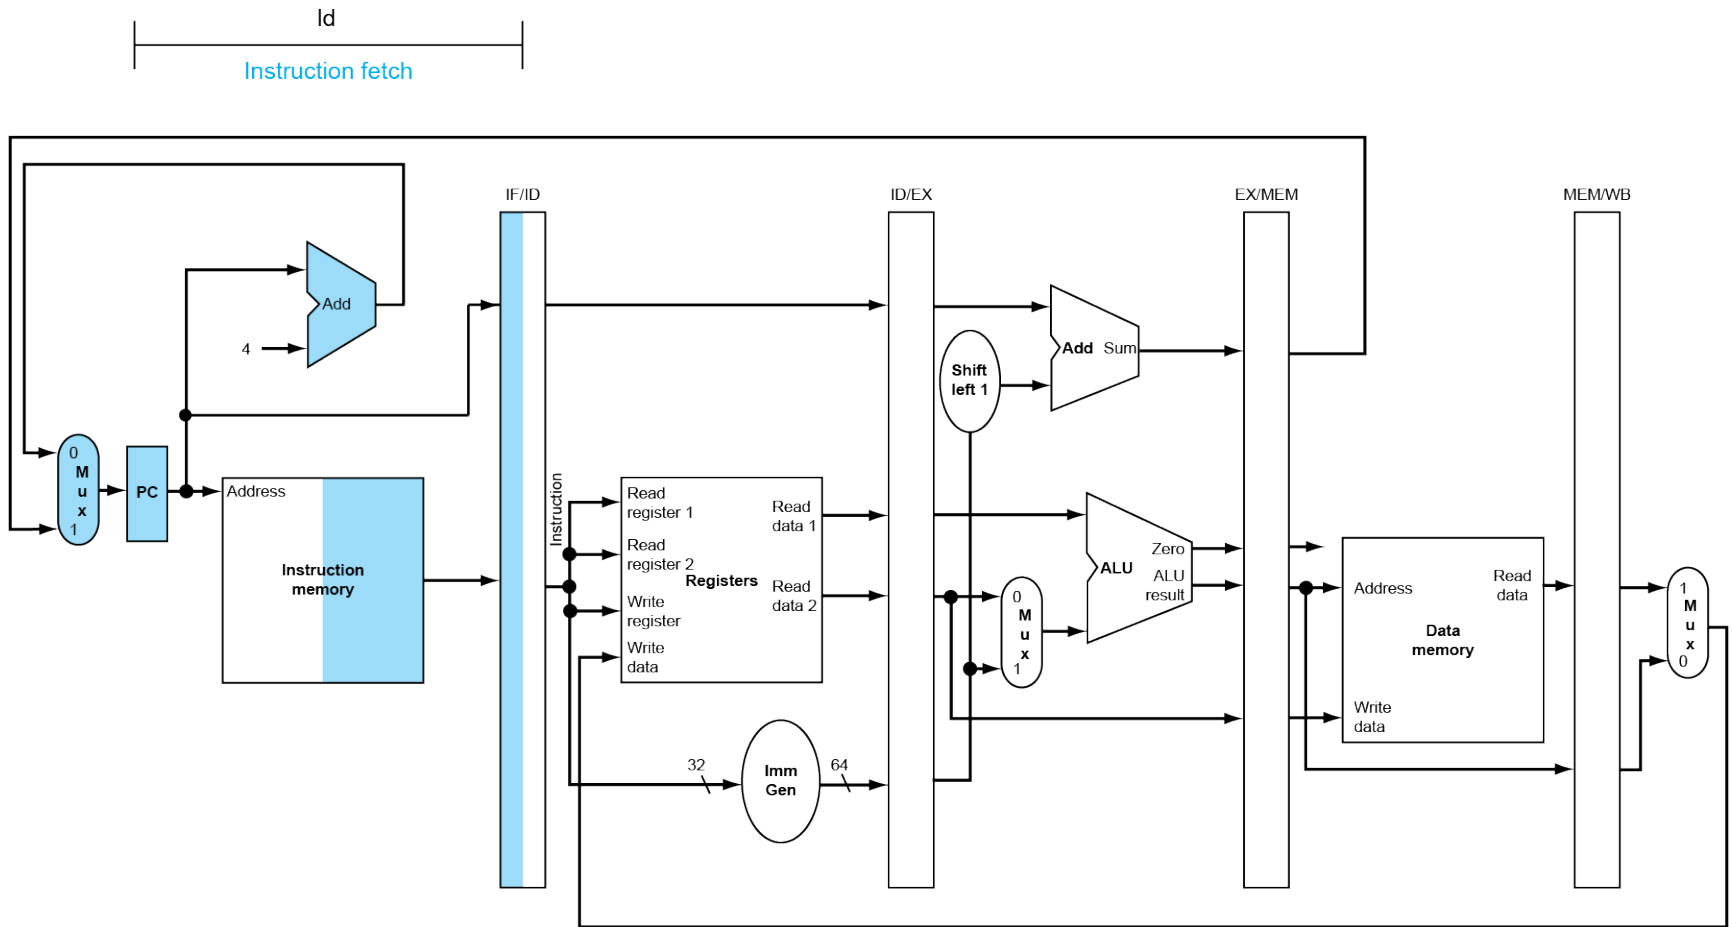 ld
Instruction fetch
IF/ID
ID/EX
EX/MEM
MEM/WB
Add
4
Add Sum
Shift
left 1
0
M
u
x
1
PC
Address
Instruction
memory
Instruction
Read
register 1
Read
register 2
Write
register
Write
data
Registers
Read
data 1
Read
data 2
32
Imm
Gen
64
0
M
u
x
1
ALU
Zero
ALU
result
Address
Write
data
Data
memory
Read
data
1
M
u
x
0